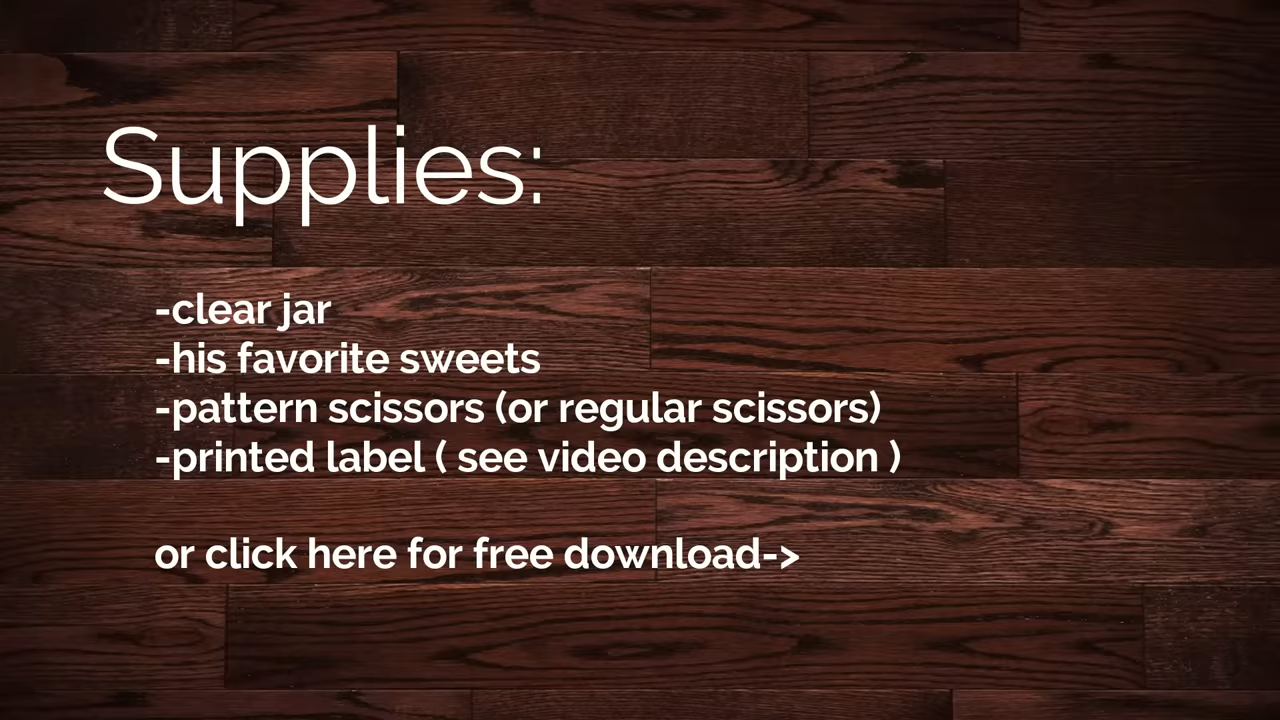 Supplies:
-clear jar
-his favorite sweets
-pattern scissors (or regular scissors)
-printed label ( see video description )
or click here for free download->